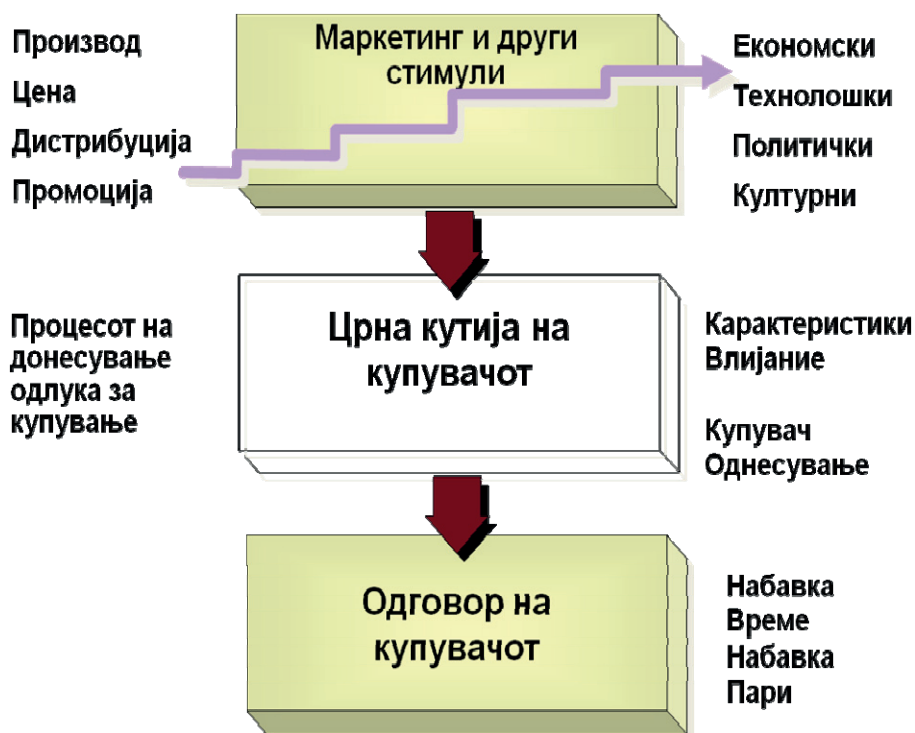 Производ
Цена
Дистрибуција
Промоција
Маркетинг и други
стимули
Економски
Технолошки
Политички
Културни
Процесот на
донесување
одлука за
купување
Црна кутија на
купувачот
Карактеристики
Влијание
Купувач
Однесување
Одговор на
купувачот
Набавка
Време
Набавка
Пари